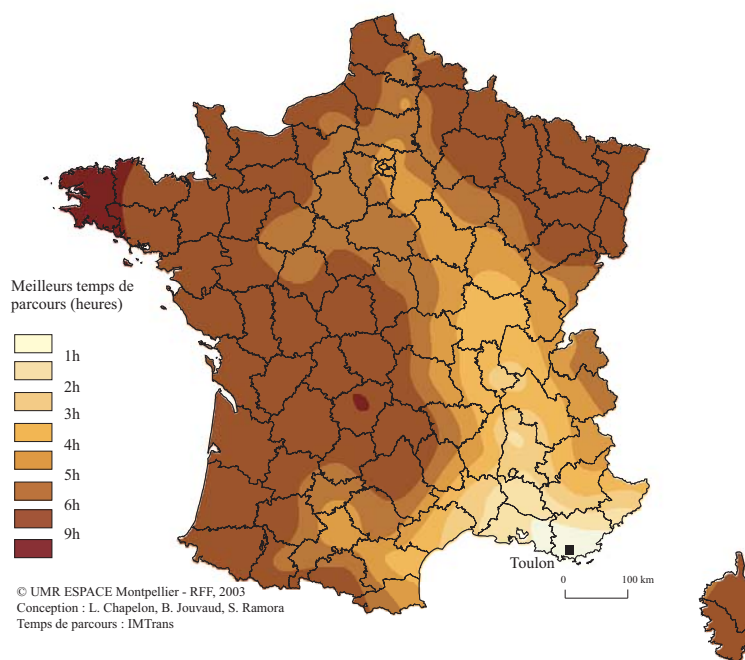 Meilleurs temps de
parcours (heures)
1h
2h
3h
4h
5h
6h
9h
Toulon
0 100 km
© UMR ESPACE Montpellier - RFF, 2003
Conception : L. Chapelon, B. Jouvaud, S. Ramora
Temps de parcours : IMTrans